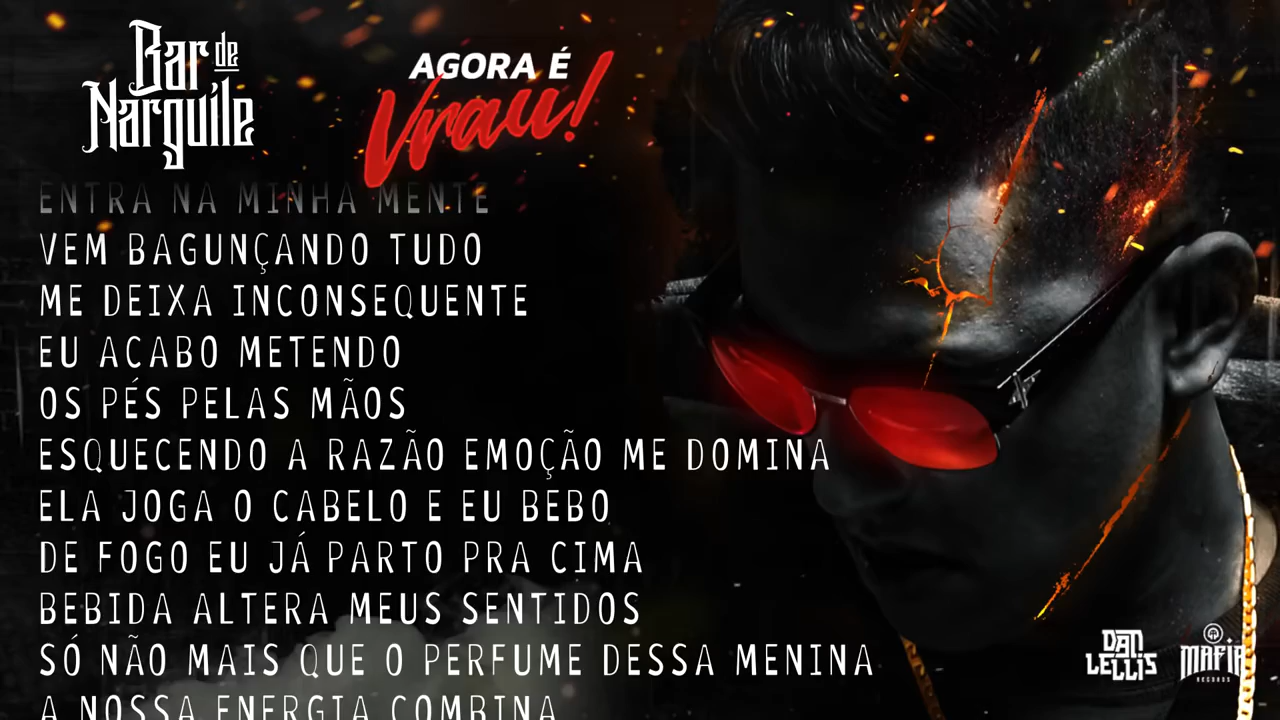 Bar de
Narguile
AGORA É
Vrau!
ENTRA NA MINHA MENTE
VEM BAGUNÇANDO TUDO
ME DEIXA INCONSEQUENTE
EU ACABO METENDO
OS PÉS PELAS MÃOS
ESQUECENDO A RAZÃO EMOÇÃO ME DOMINA
ELA JOGA O CABELO E EU BEBO
DE FOGO EU JÁ PARTO PRA CIMA
BEBIDA ALTERA MEUS SENTIDOS
SÓ NÃO MAIS QUE O PERFUME DESSA MENINA
A NOSSA ENERGIA COMBINA
DAN
LELLIS
MAFIA
RECORDS